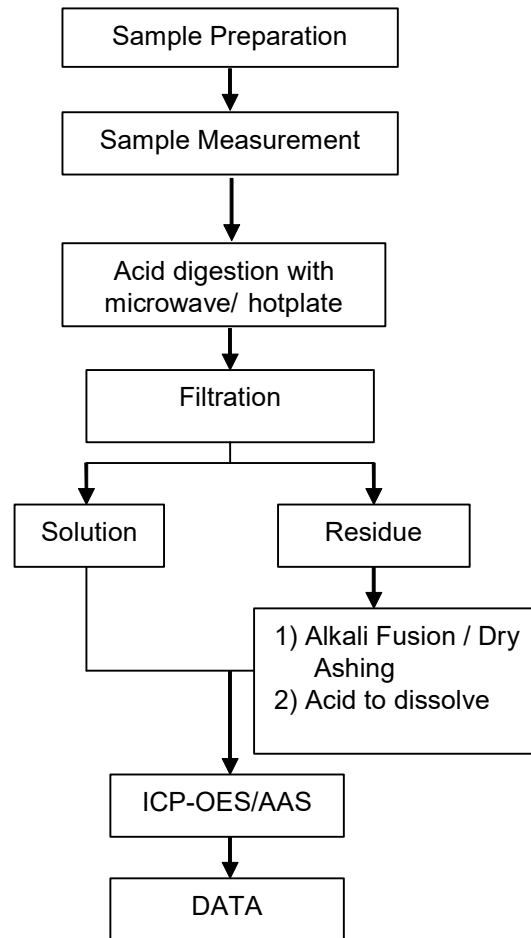 Sample Preparation
Sample Measurement
Acid digestion with
microwave/ hotplate
Filtration
Solution
Residue
1) Alkali Fusion / Dry
Ashing
2) Acid to dissolve
ICP-OES/AAS
DATA